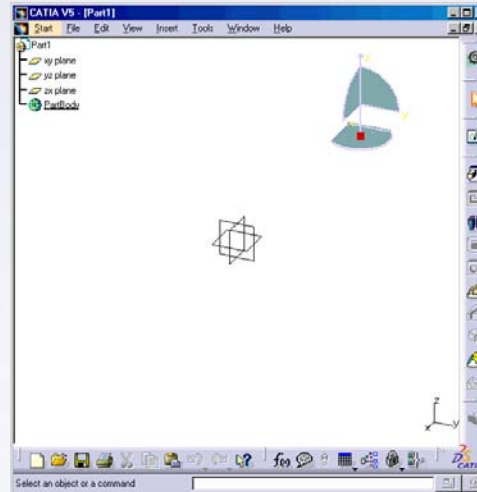 CATIA V5 - [Part1]
Start File Edit View Insert Tools Window Help
Part1
xy plane
yz plane
zx plane
PartBody
z
y
x
f(x)
CATI
Select an object or a command